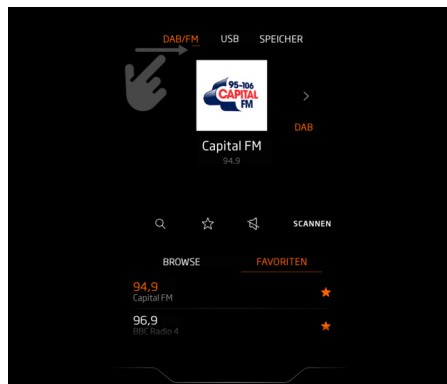 DAB/FM USB SPEICHER
95-106
CAPITAL
FM
DAB
Capital FM
94.9
SCANNEN
BROWSE FAVORITEN
94,9
Capital FM
96,9
BBC Radio 4